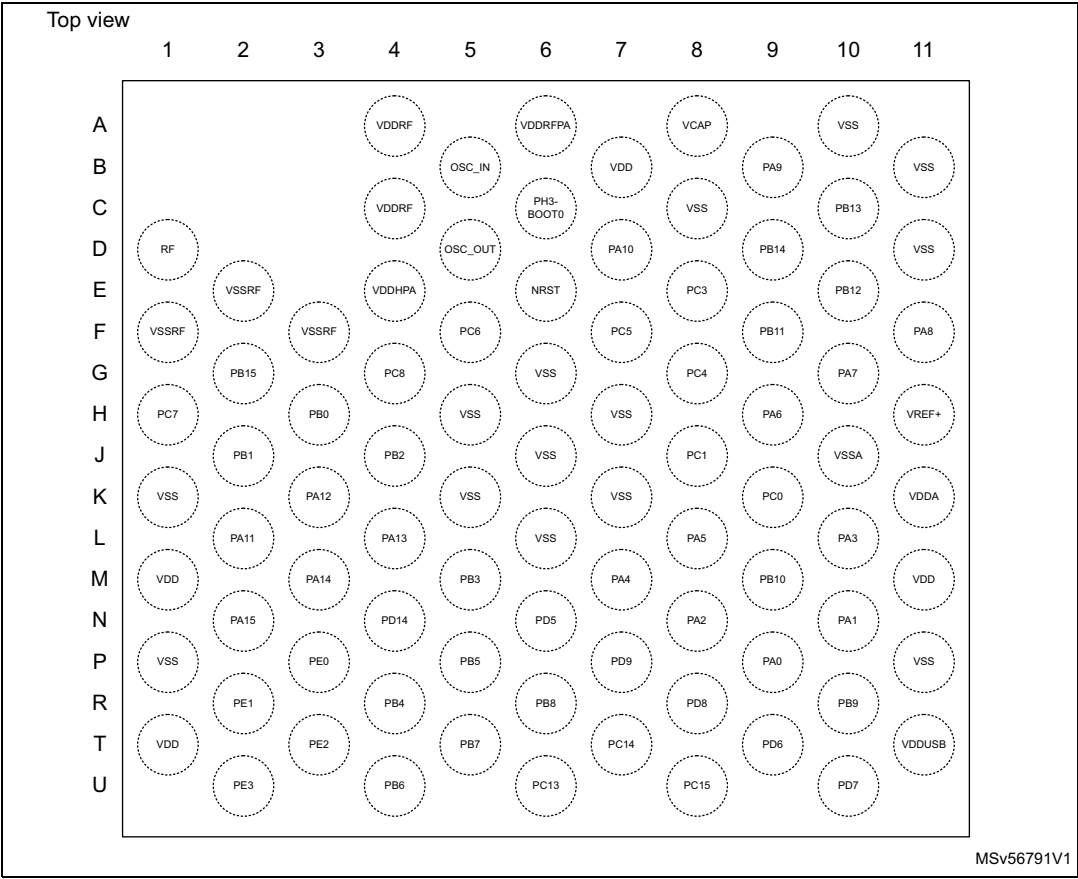 Top view
1 2 3 4 5 6 7 8 9 10 11
A VDDRF VDDRFPA VCAP VSS
B OSC_IN VDD PA9 VSS
C VDDRF PH3-
BOOT0 VSS PB13
D RF OSC_OUT PA10 PB14 VSS
E VSSRF VDDHPA NRST PC3 PB12
F VSSRF VSSRF PC6 PC5 PB11 PA8
G PB15 PC8 VSS PC4 PA7
H PC7 PB0 VSS VSS PA6 VREF+
J PB1 PB2 VSS PC1 VSSA
K VSS PA12 VSS VSS PC0 VDDA
L PA11 PA13 VSS PA5 PA3
M VDD PA14 PB3 PA4 PB10 VDD
N PA15 PD14 PD5 PA2 PA1
P VSS PE0 PB5 PD9 PA0 VSS
R PE1 PB4 PB8 PD8 PB9
T VDD PE2 PB7 PC14 PD6 VDDUSB
U PE3 PB6 PC13 PC15 PD7
MSv56791V1